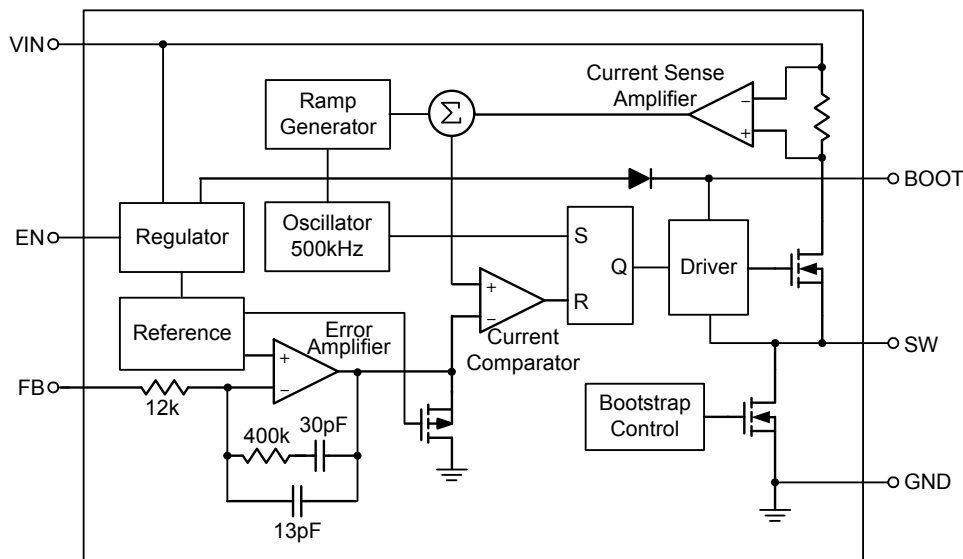 VIN
Current Sense
Amplifier
−
+
Ramp
Generator
Σ
BOOT
EN
Regulator
Oscillator
500kHz
S
Q
R
Driver
+
−
Current
Comparator
Reference
Error
Amplifier
+
−
SW
FB
12k
400k
30pF
13pF
Bootstrap
Control
GND